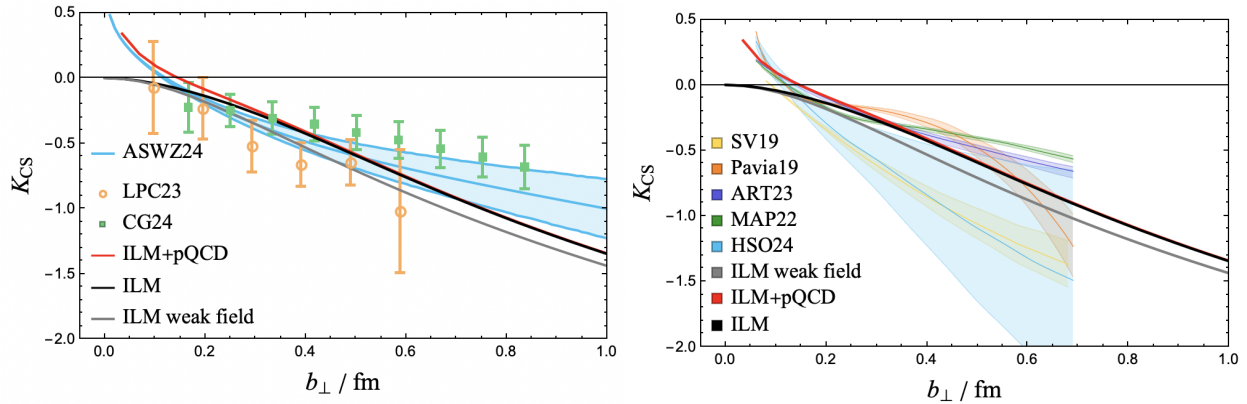 0.5
0.0
-0.5
-1.0
-1.5
-2.0
K_CS
ASWZ24
LPC23
CG24
ILM+pQCD
ILM
ILM weak field
0.0 0.2 0.4 0.6 0.8 1.0
b⊥ / fm
0.5
0.0
-0.5
-1.0
-1.5
-2.0
K_CS
SV19
Pavia19
ART23
MAP22
HSO24
ILM weak field
ILM+pQCD
ILM
0.0 0.2 0.4 0.6 0.8 1.0
b⊥ / fm